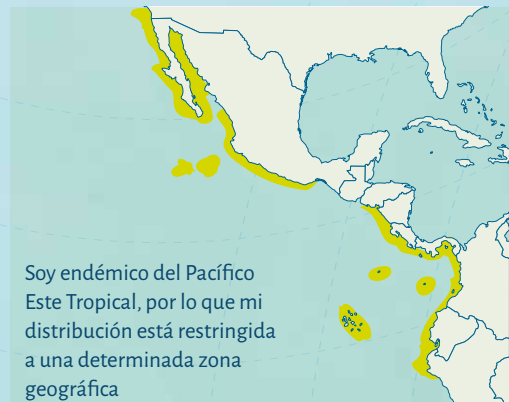 Soy endémico del Pacífico
Este Tropical, por lo que mi
distribución está restringida
a una determinada zona
geográfica